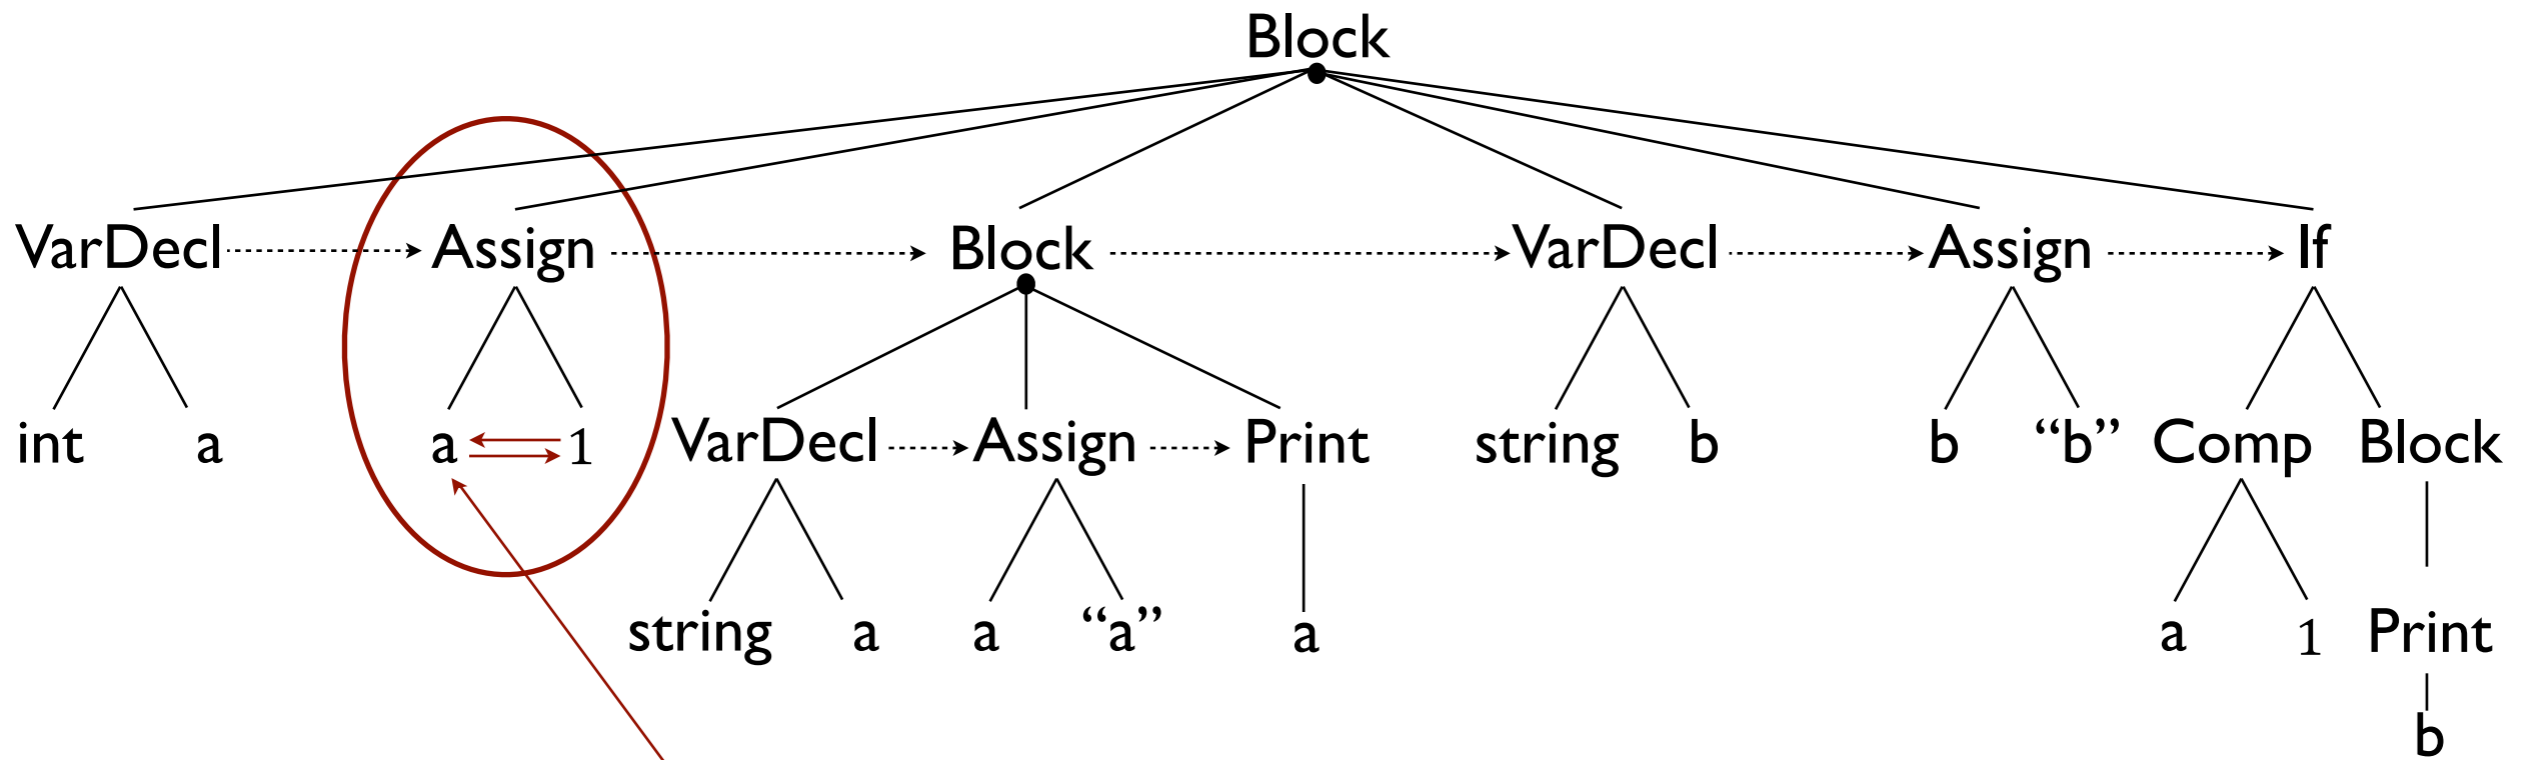 Block
VarDecl Assign Block VarDecl Assign If
int a a 1 VarDecl Assign Print string b b “b” Comp Block
string a a “a” a a 1 Print
b